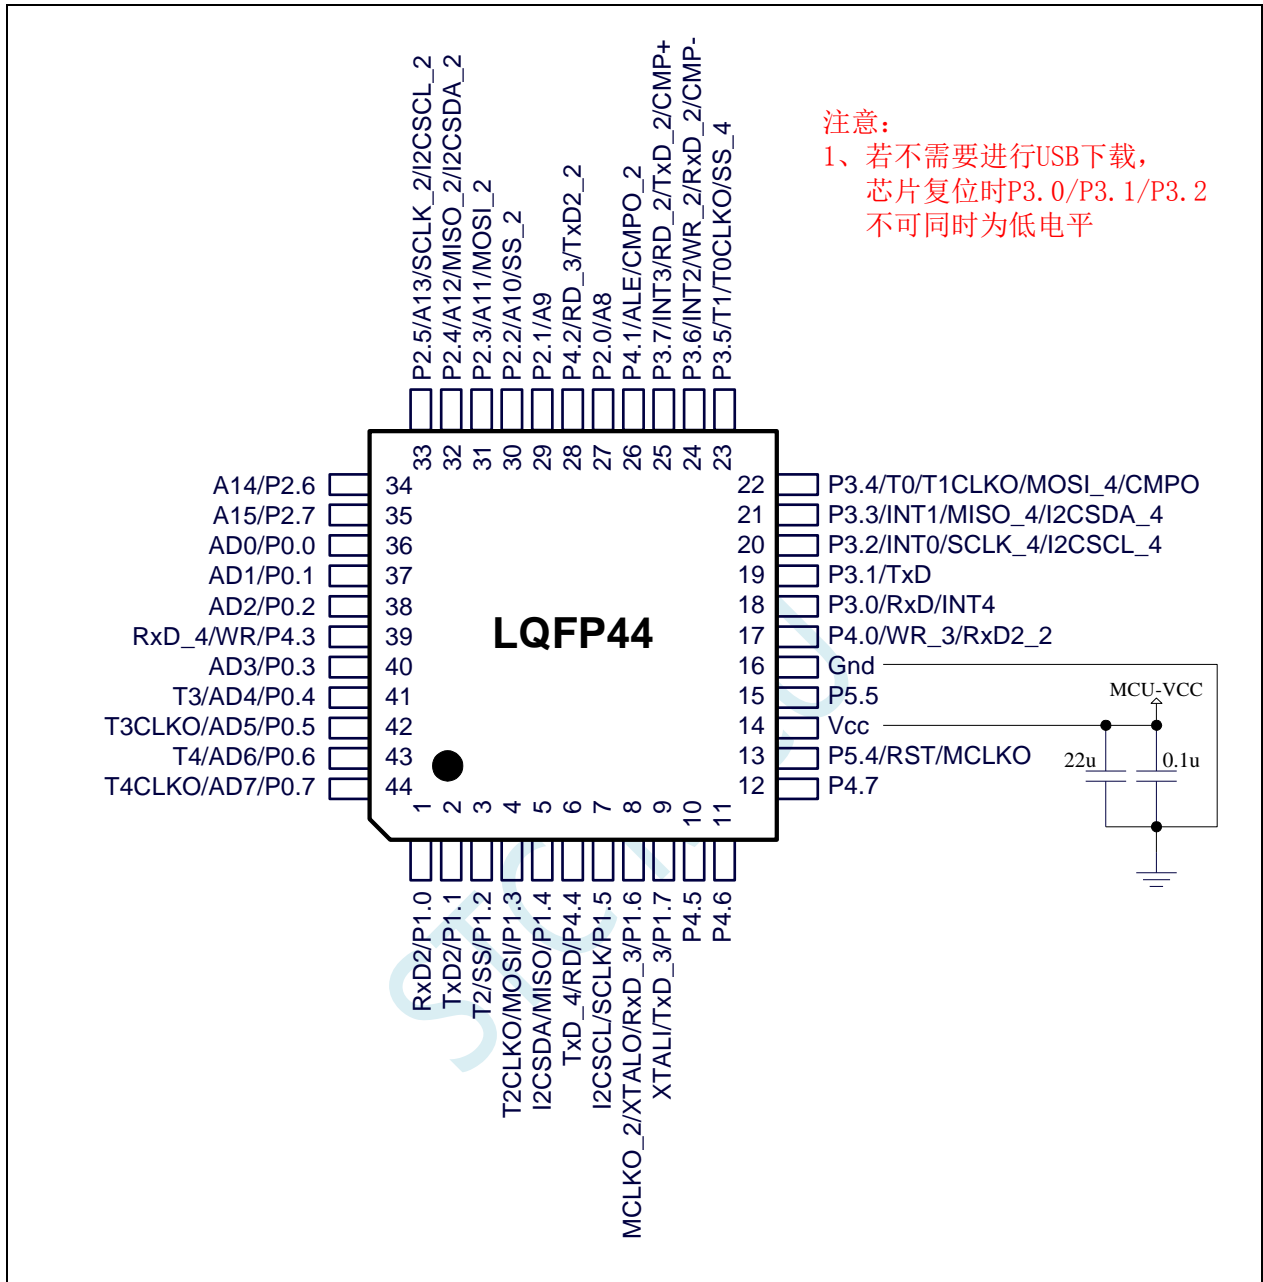 P2.5/A13/SCLK_2/I2CSCL_2
P2.4/A12/MISO_2/I2CSDA_2
P2.3/A11/MOSI_2
P2.2/A10/SS_2
P2.1/A9
P4.2/RD_3/TxD2_2
P2.0/A8
P4.1/ALE/CMPO_2
P3.7/INT3/RD_2/TxD_2/CMP+
P3.6/INT2/WR_2/RxD_2/CMP-
P3.5/T1/T0CLKO/SS_4
注意：
1、若不需要进行USB下载，
芯片复位时P3.0/P3.1/P3.2
不可同时为低电平
33 32 31 30 29 28 27 26 25 24 23
A14/P2.6 34
A15/P2.7 35
AD0/P0.0 36
AD1/P0.1 37
AD2/P0.2 38
RxD_4/WR/P4.3 39
AD3/P0.3 40
T3/AD4/P0.4 41
T3CLKO/AD5/P0.5 42
T4/AD6/P0.6 43
T4CLKO/AD7/P0.7 44
LQFP44
22 P3.4/T0/T1CLKO/MOSI_4/CMPO
21 P3.3/INT1/MISO_4/I2CSDA_4
20 P3.2/INT0/SCLK_4/I2CSCL_4
19 P3.1/TxD
18 P3.0/RxD/INT4
17 P4.0/WR_3/RxD2_2
16 Gnd
15 P5.5
14 Vcc
13 P5.4/RST/MCLKO
12 P4.7
MCU-VCC
22u
0.1u
1 2 3 4 5 6 7 8 9 10 11
RxD2/P1.0
TxD2/P1.1
T2/SS/P1.2
T2CLKO/MOSI/P1.3
I2CSDA/MISO/P1.4
TxD_4/RD/P4.4
I2CSCL/SCLK/P1.5
MCLKO_2/XTALO/RxD_3/P1.6
XTALI/TxD_3/P1.7
P4.5
P4.6